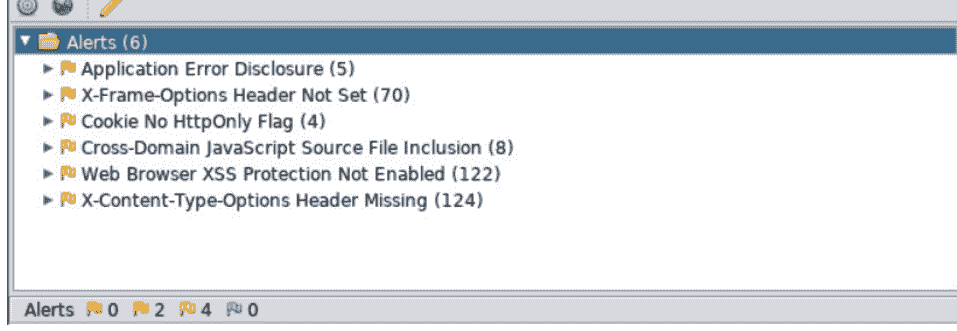 Alerts (6)
Application Error Disclosure (5)
X-Frame-Options Header Not Set (70)
Cookie No HttpOnly Flag (4)
Cross-Domain JavaScript Source File Inclusion (8)
Web Browser XSS Protection Not Enabled (122)
X-Content-Type-Options Header Missing (124)
Alerts 0 2 4 0